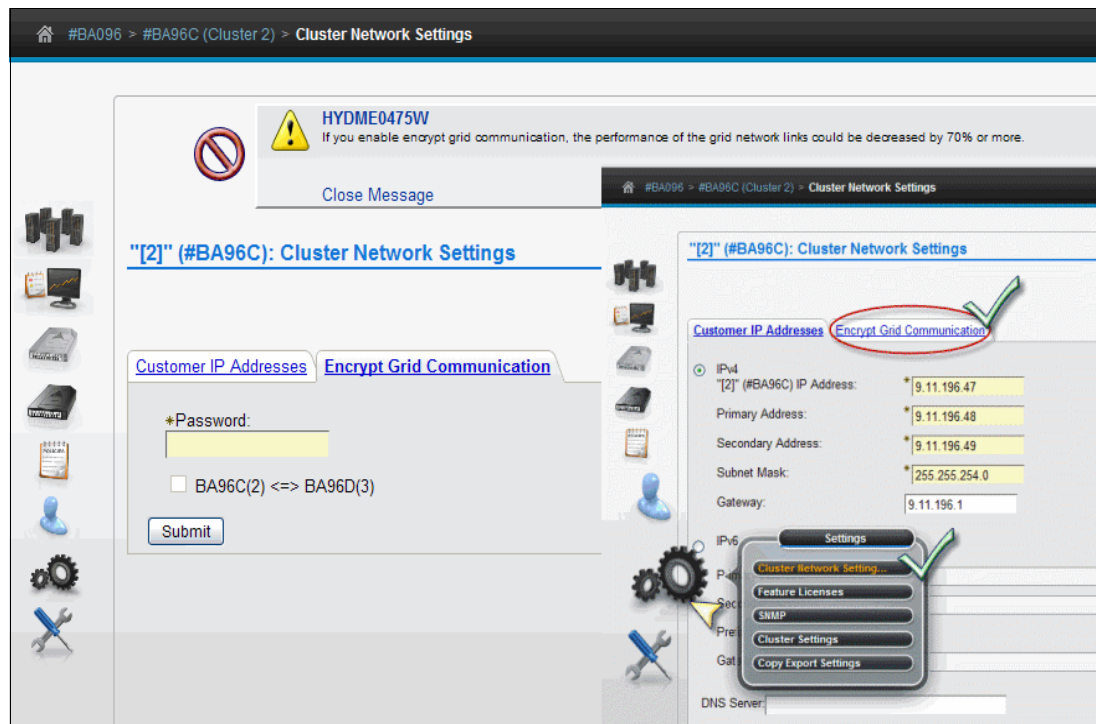 #BA096 > #BA96C (Cluster 2) > Cluster Network Settings
HYDME0475W
If you enable encrypt grid communication, the performance of the grid network links could be decreased by 70% or more.
Close Message
"[2]" (#BA96C): Cluster Network Settings
Customer IP Addresses
Encrypt Grid Communication
*Password:
BA96C(2) <=> BA96D(3)
Submit
#BA096 > #BA96C (Cluster 2) > Cluster Network Settings
"[2]" (#BA96C): Cluster Network Settings
Customer IP Addresses
Encrypt Grid Communication
IPv4
"[2]" (#BA96C) IP Address: *9.11.196.47
Primary Address: *9.11.196.48
Secondary Address: *9.11.196.49
Subnet Mask: *255.255.254.0
Gateway: 9.11.196.1
IPv6
Settings
Cluster Network Setting...
Feature Licenses
SNMP
Cluster Settings
Copy Export Settings
Sec
Pre
Gat
DNS Server: